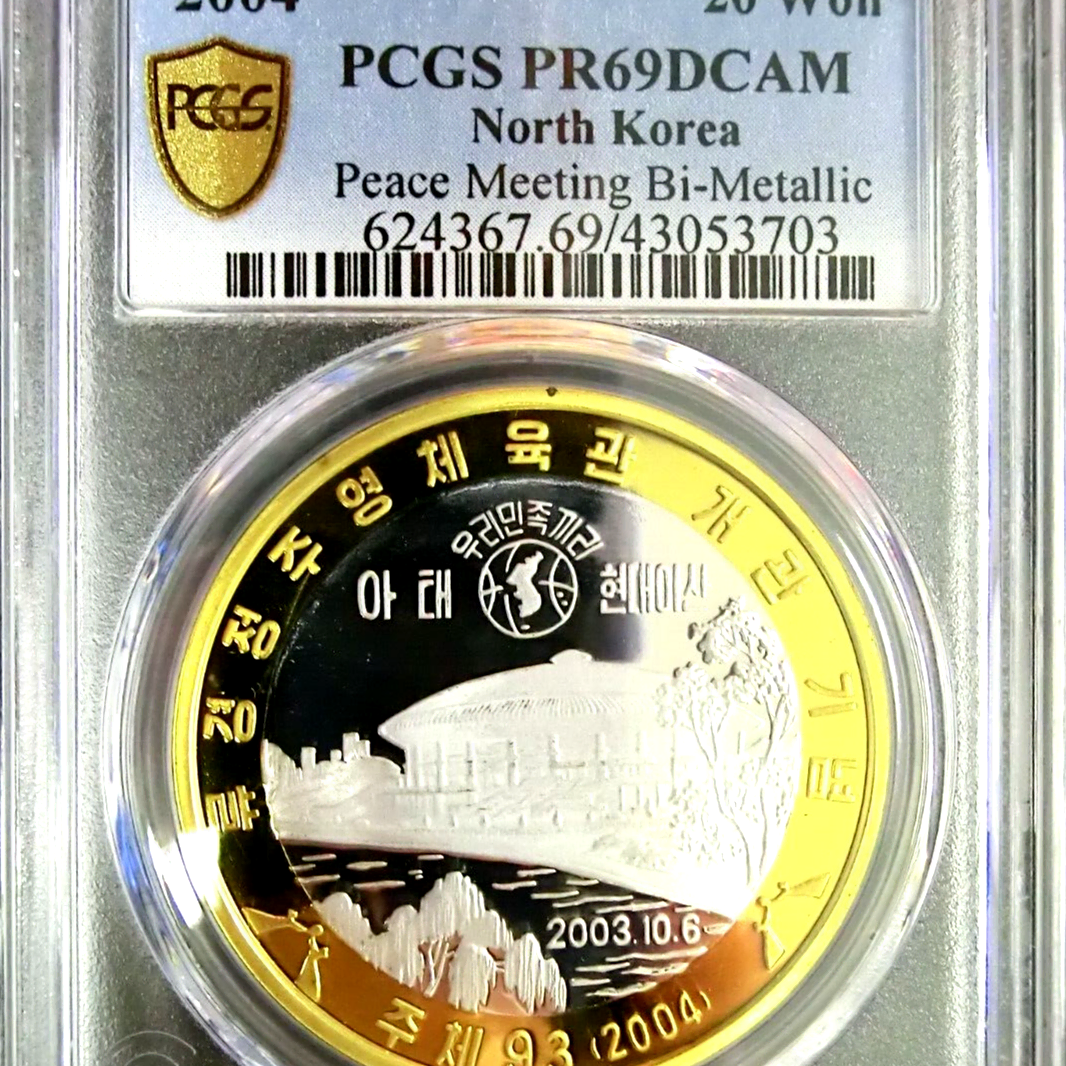 2004 20 Won
PCGS PR69DCAM
PCGS
North Korea
Peace Meeting Bi-Metallic
624367.69/43053703
류경정주영체육관 개관기념
우리민족끼리
아태 현대아산
2003.10.6
주체93 (2004)